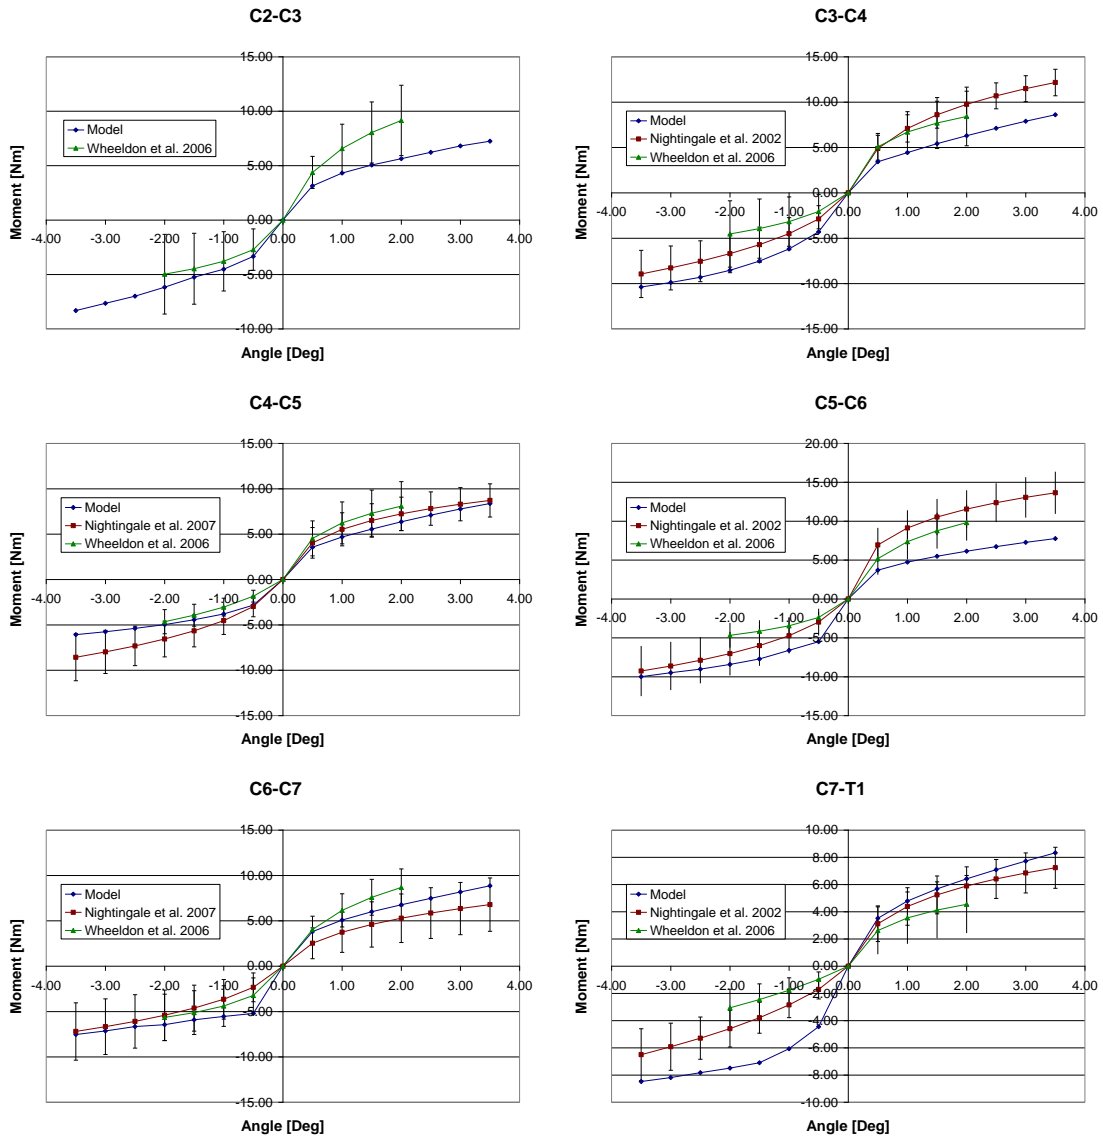 C2-C3
15.00
10.00
5.00
0.00
-5.00
-10.00
-4.00 -3.00 -2.00 -1.00 0.00 1.00 2.00 3.00 4.00
Moment [Nm]
Angle [Deg]
Model
Wheeldon et al. 2006
C3-C4
15.00
10.00
5.00
0.00
-5.00
-10.00
-15.00
-4.00 -3.00 -2.00 -1.00 0.00 1.00 2.00 3.00 4.00
Moment [Nm]
Angle [Deg]
Model
Nightingale et al. 2002
Wheeldon et al. 2006
C4-C5
15.00
10.00
5.00
0.00
-5.00
-10.00
-15.00
-4.00 -3.00 -2.00 -1.00 0.00 1.00 2.00 3.00 4.00
Moment [Nm]
Angle [Deg]
Model
Nightingale et al. 2007
Wheeldon et al. 2006
C5-C6
20.00
15.00
10.00
5.00
0.00
-5.00
-10.00
-15.00
-4.00 -3.00 -2.00 -1.00 0.00 1.00 2.00 3.00 4.00
Moment [Nm]
Angle [Deg]
Model
Nightingale et al. 2002
Wheeldon et al. 2006
C6-C7
15.00
10.00
5.00
0.00
-5.00
-10.00
-15.00
-4.00 -3.00 -2.00 -1.00 0.00 1.00 2.00 3.00 4.00
Moment [Nm]
Angle [Deg]
Model
Nightingale et al. 2007
Wheeldon et al. 2006
C7-T1
10.00
8.00
6.00
4.00
2.00
0.00
-2.00
-4.00
-6.00
-8.00
-10.00
-4.00 -3.00 -2.00 -1.00 0.00 1.00 2.00 3.00 4.00
Moment [Nm]
Angle [Deg]
Model
Nightingale et al. 2002
Wheeldon et al. 2006